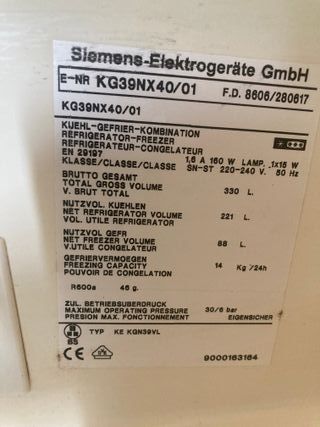 Siemens-Elektrogeräte GmbH
E-NR KG39NX40/01 F.D. 8606/280617
KG39NX40/01
KUEHL-GEFRIER-KOMBINATION
REFRIGERATOR-FREEZER
REFRIGERATEUR-CONGELATEUR
EN 29197 1,6 A 160 W LAMP. 1x15 W
KLASSE/CLASSE/CLASSE SN-ST 220-240 V. 50 Hz
BRUTTO GESAMT
TOTAL GROSS VOLUME 330 L.
V. BRUT TOTAL
NUTZVOL. KUEHLEN
NET REFRIGERATOR VOLUME 221 L.
VOL. UTILE REFRIGERATOR
NUTZVOL. GEFR
NET FREEZER VOLUME 88 L.
V.UTILE CONGELATEUR
GEFRIERVERMOEGEN
FREEZING CAPACITY 14 Kg/24h
POUVOIR DE CONGELATION
R600a 46 g.
ZUL. BETRIEBSUBERDRUCK
MAXIMUM OPERATING PRESSURE 30/6 bar
PRESION MAX. FONCTIONNEMENT EIGENSICHER
TYP KE KGN39VL
65
CE 9000163164